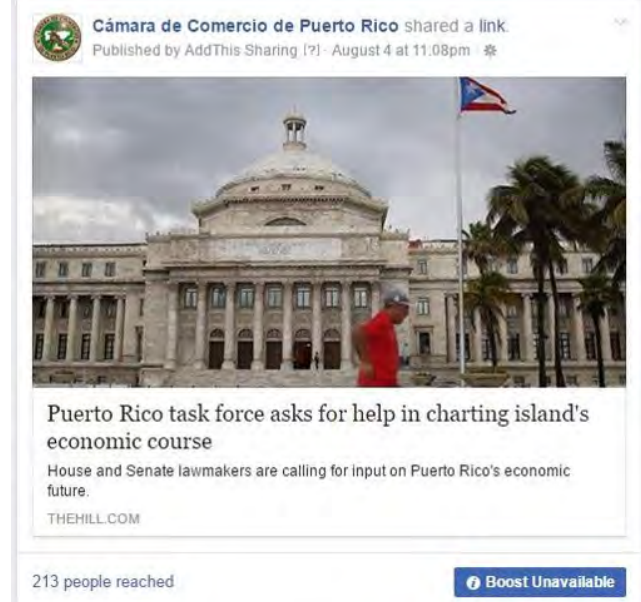 Cámara de Comercio de Puerto Rico shared a link.
Published by AddThis Sharing [?] · August 4 at 11:08pm ·
Puerto Rico task force asks for help in charting island's
economic course
House and Senate lawmakers are calling for input on Puerto Rico's economic
future.
THEHILL.COM
213 people reached
Boost Unavailable